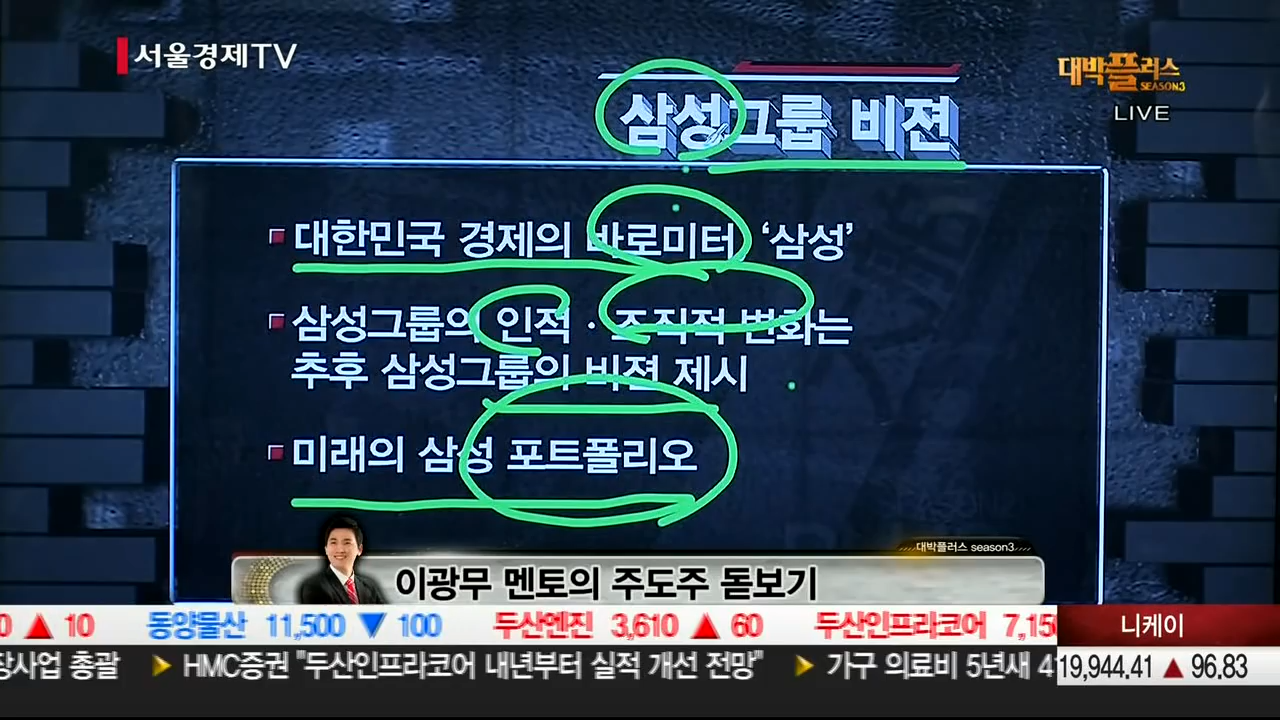 서울경제TV
대박플러스
SEASON3
LIVE
삼성그룹 비젼
대한민국 경제의 바로미터 ‘삼성’
삼성그룹의 인적 · 조직적 변화는
추후 삼성그룹의 비젼 제시
미래의 삼성 포트폴리오
대박플러스 season3
이광무 멘토의 주도주 돋보기
0 ▲ 10 동양물산 11,500 ▼ 100 두산엔진 3,610 ▲ 60 두산인프라코어 7,150
니케이
장사업 총괄 HMC증권 "두산인프라코어 내년부터 실적 개선 전망" 가구 의료비 5년새 4
19,944.41 ▲ 96.83